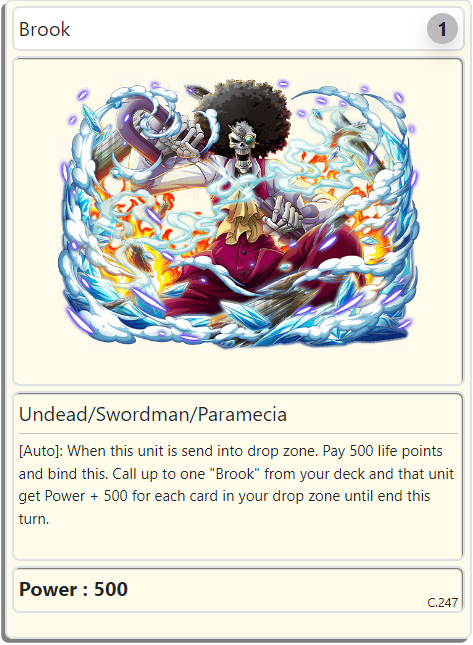 Brook
1
Undead/Swordman/Paramecia
[Auto]: When this unit is send into drop zone. Pay 500 life points
and bind this. Call up to one "Brook" from your deck and that unit
get Power + 500 for each card in your drop zone until end this
turn.
Power : 500
C.247